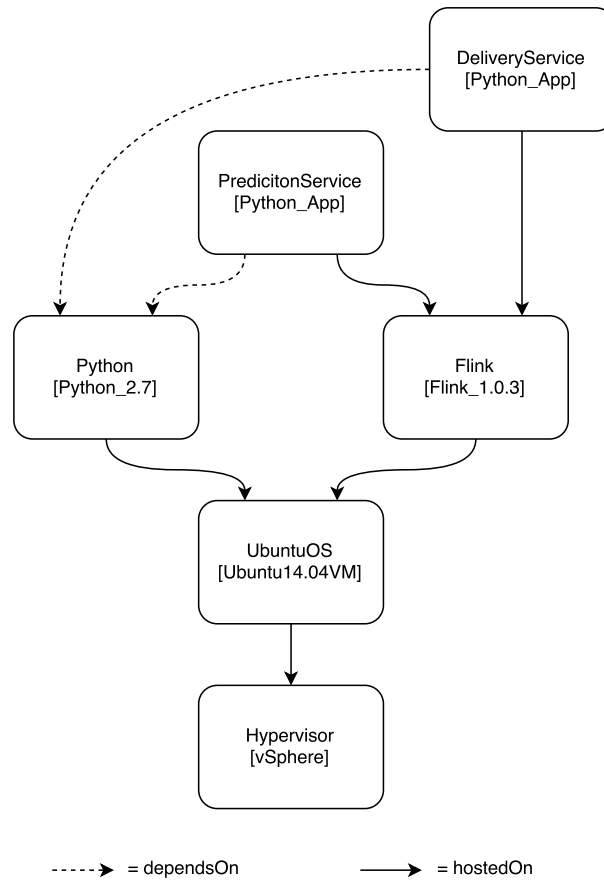 DeliveryService
[Python_App]
PredicitonService
[Python_App]
Python
[Python_2.7]
Flink
[Flink_1.0.3]
UbuntuOS
[Ubuntu14.04VM]
Hypervisor
[vSphere]
= dependsOn
= hostedOn